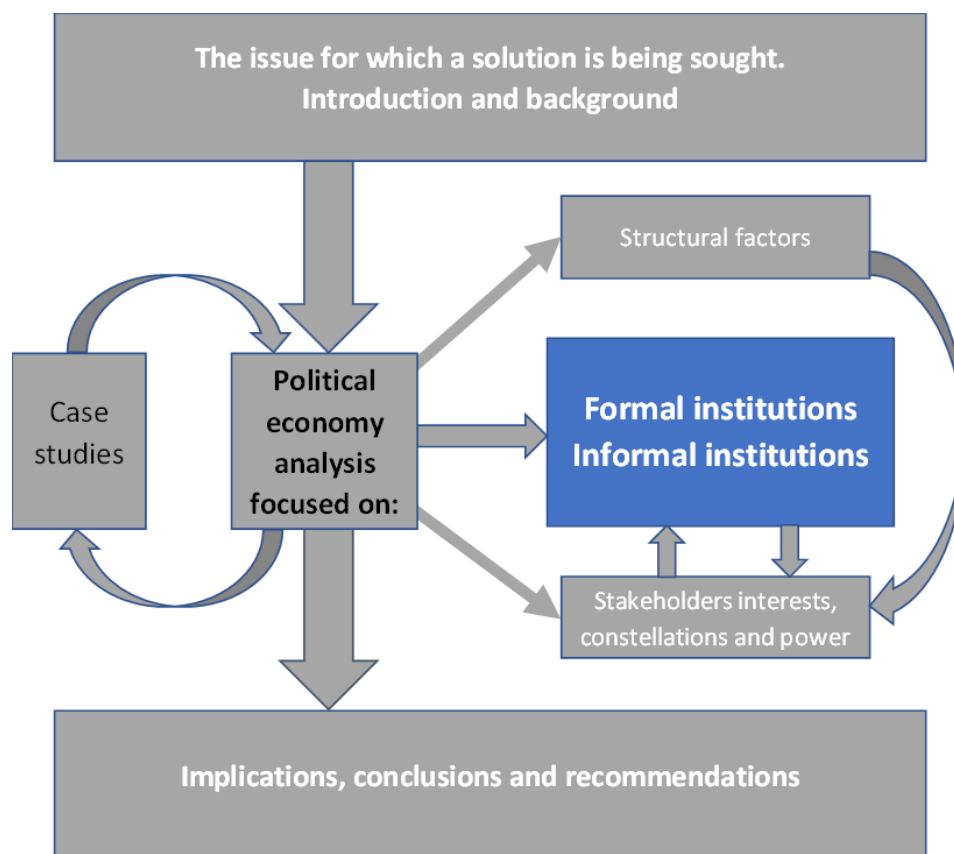 The issue for which a solution is being sought.
Introduction and background
Structural factors
Case
studies
Political
economy
analysis
focused on:
Formal institutions
Informal institutions
Stakeholders interests,
constellations and power
Implications, conclusions and recommendations